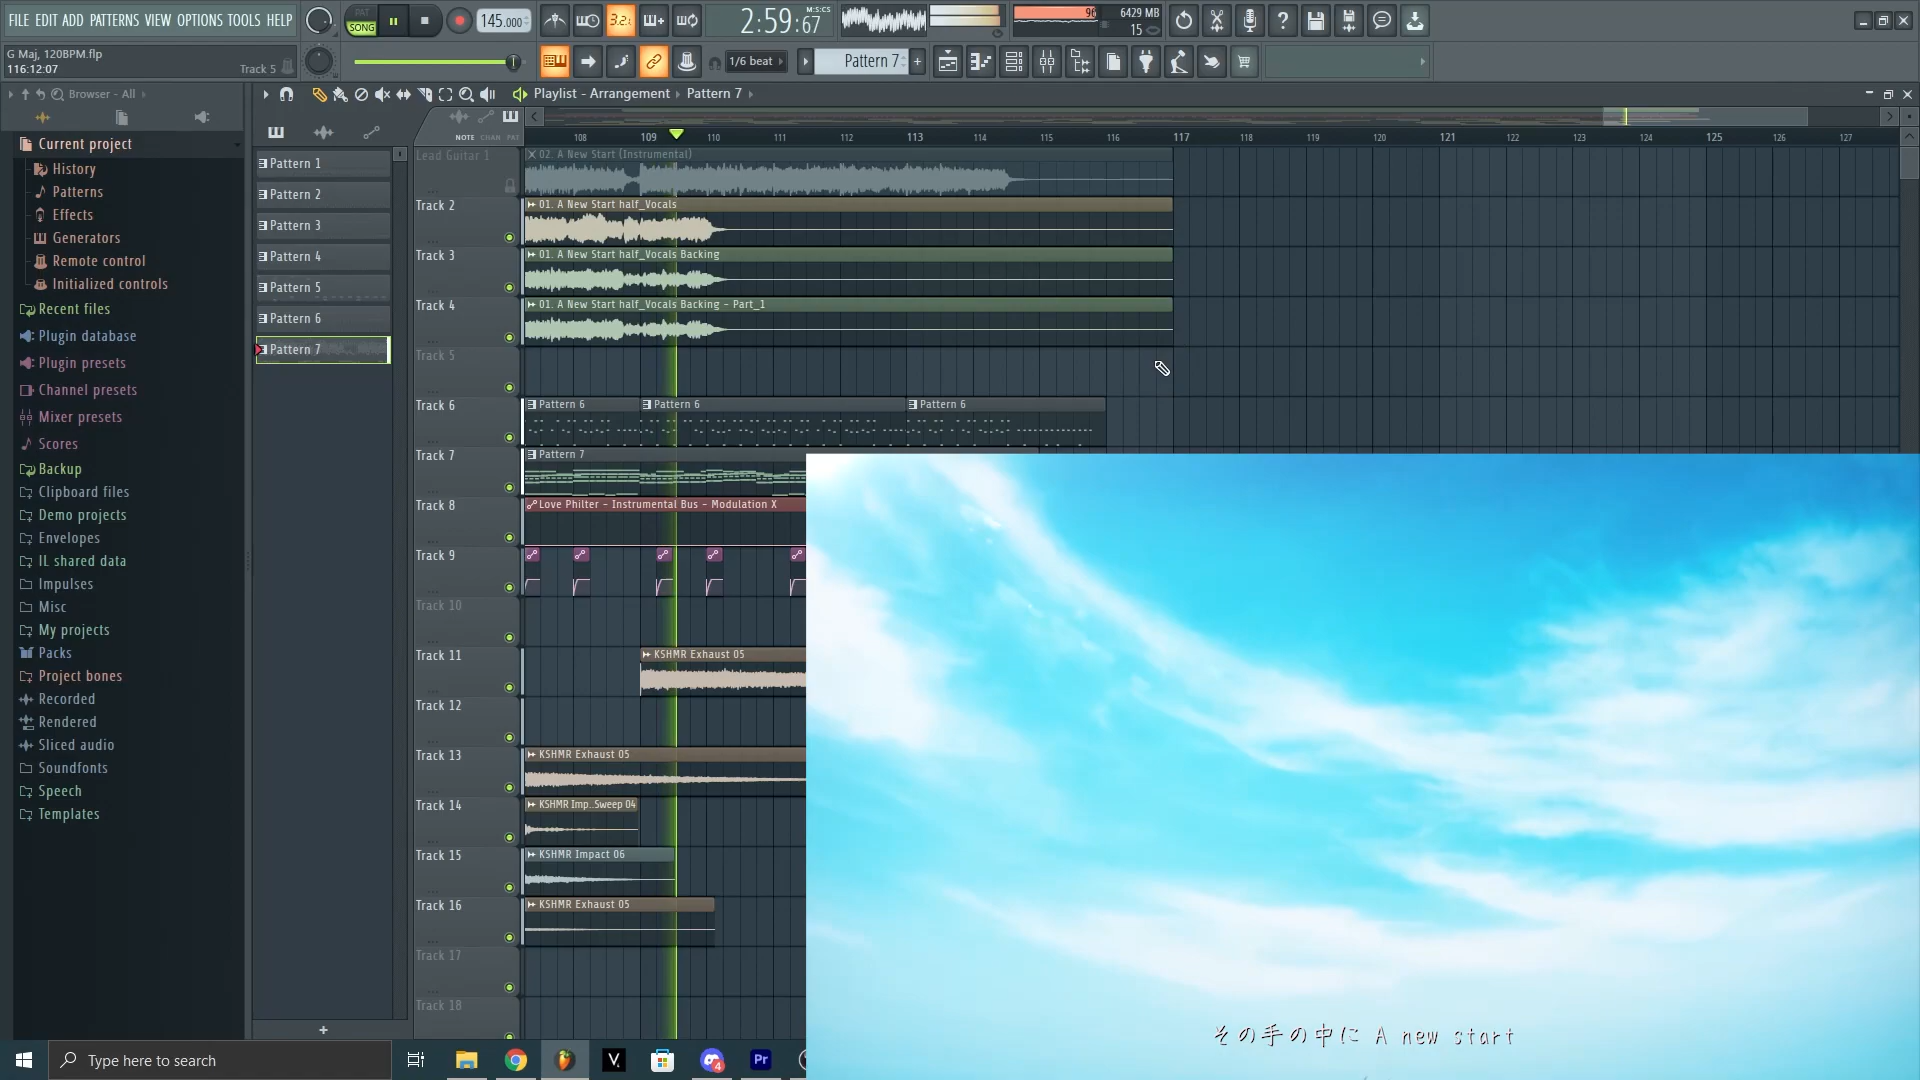 FILE EDIT ADD PATTERNS VIEW OPTIONS TOOLS HELP
PAT
SONG
145.000
3.2.
2:59:67
M:S:CS
96
6429 MB
15
G Maj, 120BPM.flp
116:12:07
Track 5
1/6 beat
Pattern 7
+
Browser - All
Playlist - Arrangement
Pattern 7
Current project
History
Patterns
Effects
Generators
Remote control
Initialized controls
Recent files
Plugin database
Plugin presets
Channel presets
Mixer presets
Scores
Backup
Clipboard files
Demo projects
Envelopes
IL shared data
Impulses
Misc
My projects
Packs
Project bones
Recorded
Rendered
Sliced audio
Soundfonts
Speech
Templates
Pattern 1
Pattern 2
Pattern 3
Pattern 4
Pattern 5
Pattern 6
Pattern 7
+
NOTE CHAN PAT
108 109 110 111 112 113 114 115 116 117 118 119 120 121 122 123 124 125 126 127
Lead Guitar 1
02. A New Start (Instrumental)
Track 2
01. A New Start half_Vocals
Track 3
01. A New Start half_Vocals Backing
Track 4
01. A New Start half_Vocals Backing - Part_1
Track 5
Track 6
Pattern 6
Pattern 6
Pattern 6
Track 7
Pattern 7
Track 8
Love Philter - Instrumental Bus - Modulation X
Track 9
Track 10
Track 11
KSHMR Exhaust 05
Track 12
Track 13
KSHMR Exhaust 05
Track 14
KSHMR Imp..Sweep 04
Track 15
KSHMR Impact 06
Track 16
KSHMR Exhaust 05
Track 17
Track 18
その手の中に A new start
Type here to search
V.
4
Pr